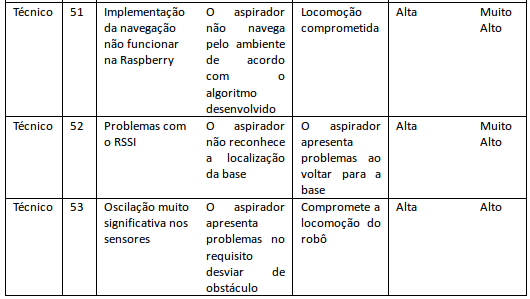 Técnico 51 Implementação O aspirador Locomoção Alta Muito
da navegação não navega comprometida Alto
não funcionar pelo ambiente
na Raspberry de acordo
com o
algoritmo
desenvolvido
Técnico 52 Problemas com O aspirador O aspirador Alta Muito
o RSSI não reconhece apresenta Alto
a localização problemas ao
da base voltar para a
base
Técnico 53 Oscilação muito O aspirador Compromete a Alta Alto
significativa nos apresenta locomoção do
sensores problemas no robô
requisito
desviar de
obstáculo